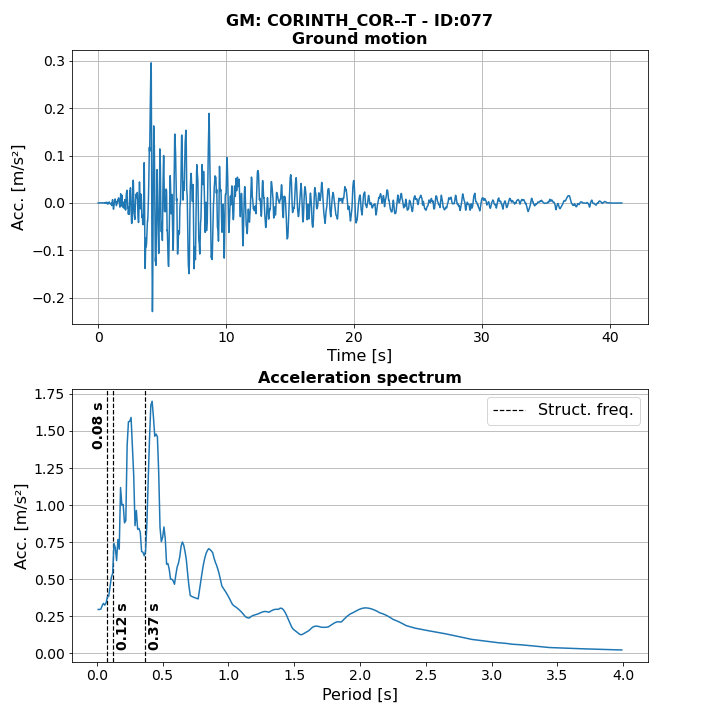 GM: CORINTH_COR--T - ID:077
Ground motion
0.3
0.2
0.1
0.0
−0.1
−0.2
Acc. [m/s²]
0
10
20
30
40
Time [s]
Acceleration spectrum
1.75
1.50
1.25
1.00
0.75
0.50
0.25
0.00
Acc. [m/s²]
0.08 s
0.12 s
0.37 s
Struct. freq.
0.0
0.5
1.0
1.5
2.0
2.5
3.0
3.5
4.0
Period [s]